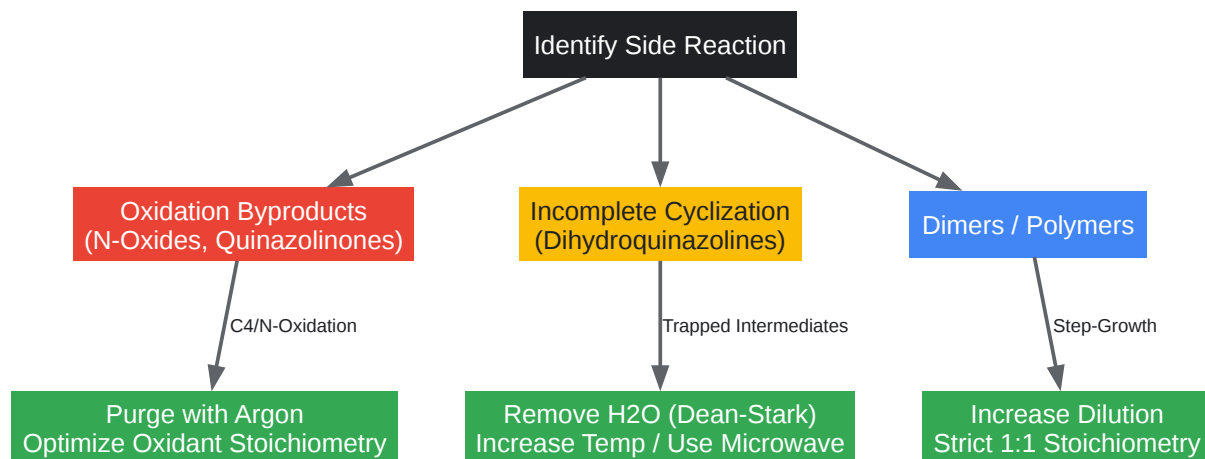 Identify Side Reaction
Oxidation Byproducts
(N-Oxides, Quinazolinones)
Incomplete Cyclization
(Dihydroquinazolines)
Dimers / Polymers
C4/N-Oxidation
Trapped Intermediates
Step-Growth
Purge with Argon
Optimize Oxidant Stoichiometry
Remove H2O (Dean-Stark)
Increase Temp / Use Microwave
Increase Dilution
Strict 1:1 Stoichiometry